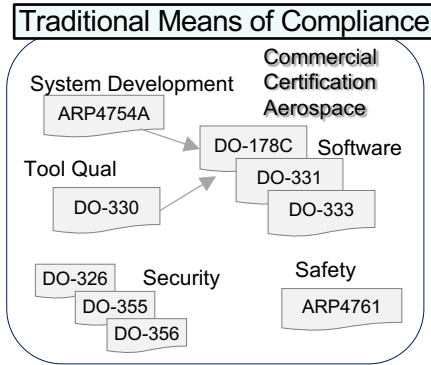 Traditional Means of Compliance
Commercial
Certification
Aerospace
System Development
ARP4754A
DO-178C
Software
DO-331
DO-333
Tool Qual
DO-330
DO-326
DO-355
DO-356
Security
Safety
ARP4761